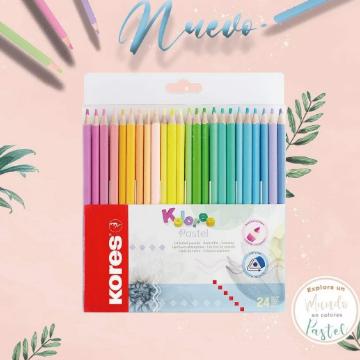 Nuevo
Kolores
Pastel
KORES
24
Explora un
Mundo
en colores
Pastel